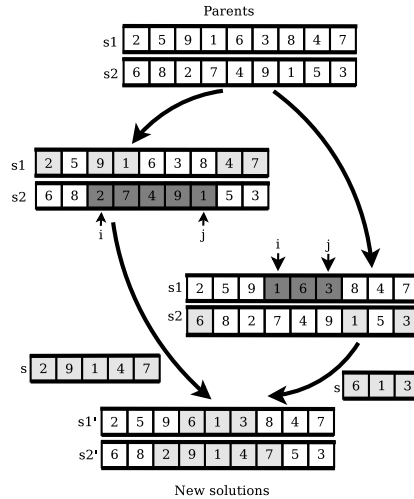 Parents
s1 2 5 9 1 6 3 8 4 7
s2 6 8 2 7 4 9 1 5 3
s1 2 5 9 1 6 3 8 4 7
s2 6 8 2 7 4 9 1 5 3
i j
i j
s1 2 5 9 1 6 3 8 4 7
s2 6 8 2 7 4 9 1 5 3
s 2 9 1 4 7
s 6 1 3
s1' 2 5 9 6 1 3 8 4 7
s2' 6 8 2 9 1 4 7 5 3
New solutions